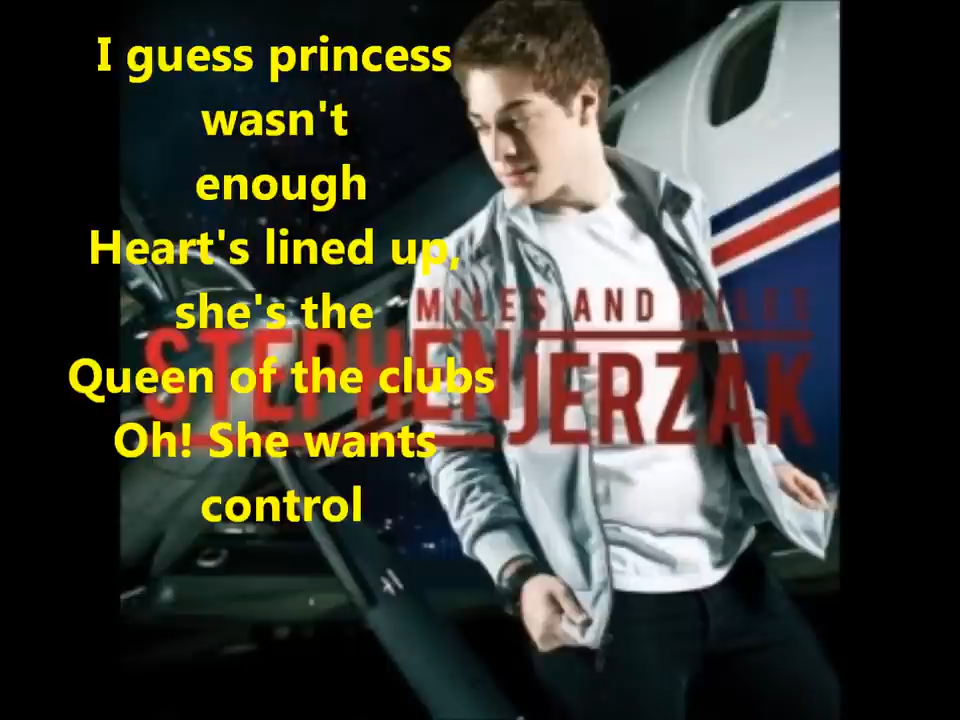 I guess princess
wasn't
enough
Heart's lined up,
she's the
Queen of the clubs
Oh! She wants
control
MILES AND MILES
STEPHEN JERZAK